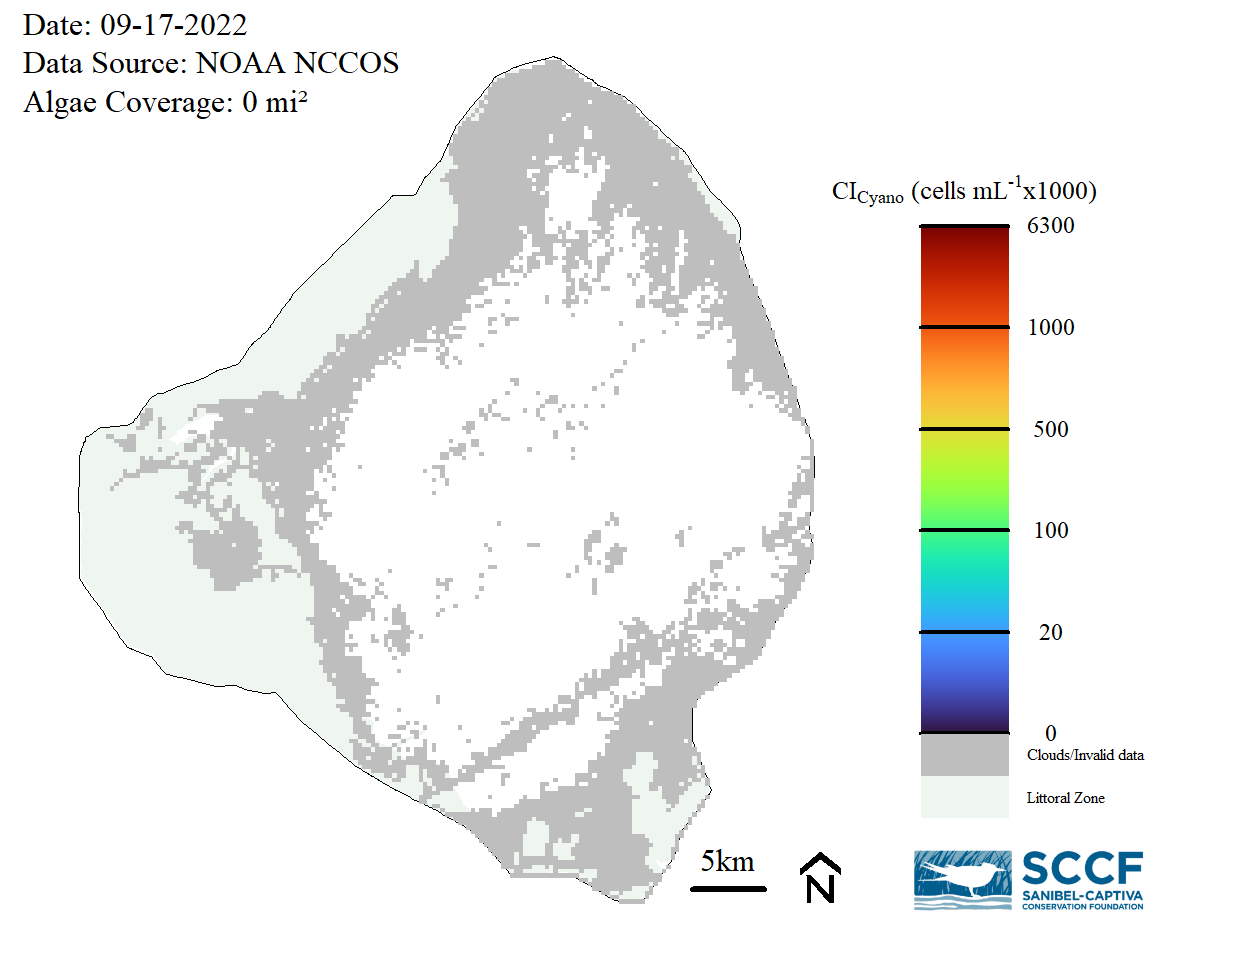 Date: 09-17-2022
Data Source: NOAA NCCOS
Algae Coverage: 0 mi²
CICyano (cells mL-1x1000)
6300
1000
500
100
20
0
Clouds/Invalid data
Littoral Zone
5km
N
SCCF
SANIBEL-CAPTIVA
CONSERVATION FOUNDATION